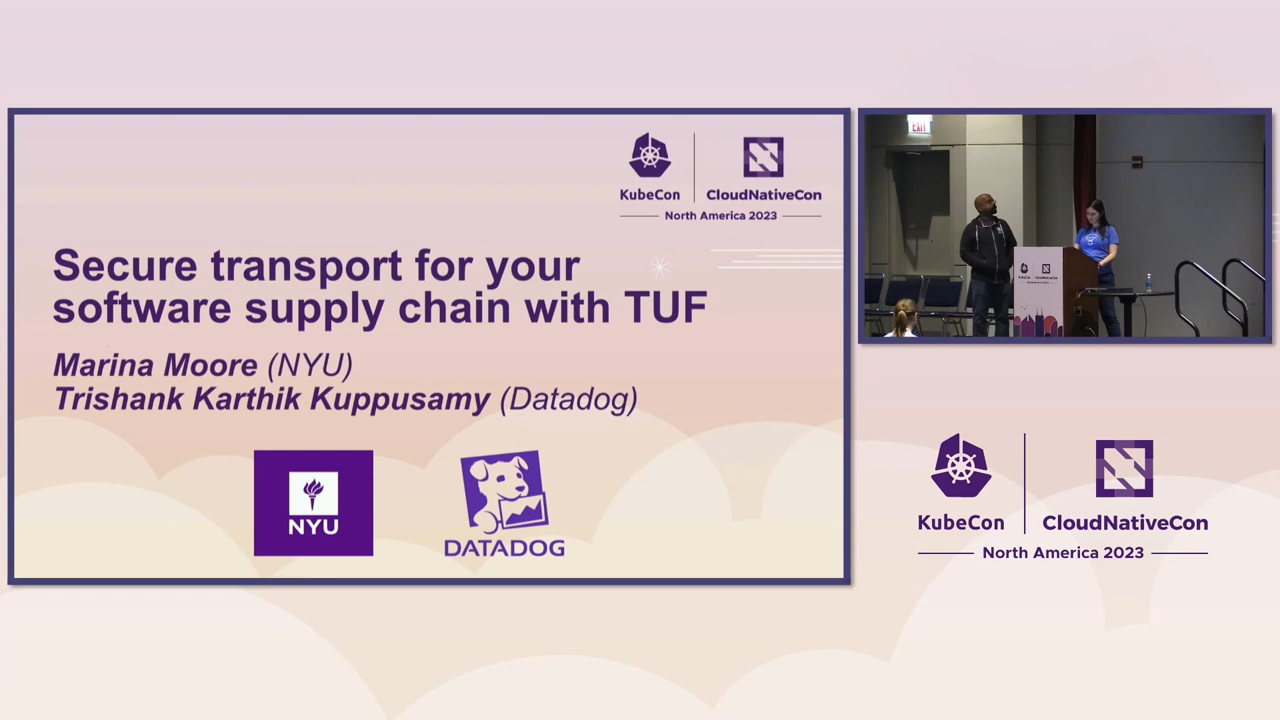 KubeCon
CloudNativeCon
North America 2023
Secure transport for your
software supply chain with TUF
Marina Moore (NYU)
Trishank Karthik Kuppusamy (Datadog)
NYU
DATADOG
EXIT
KubeCon
CloudNativeCon
North America 2023